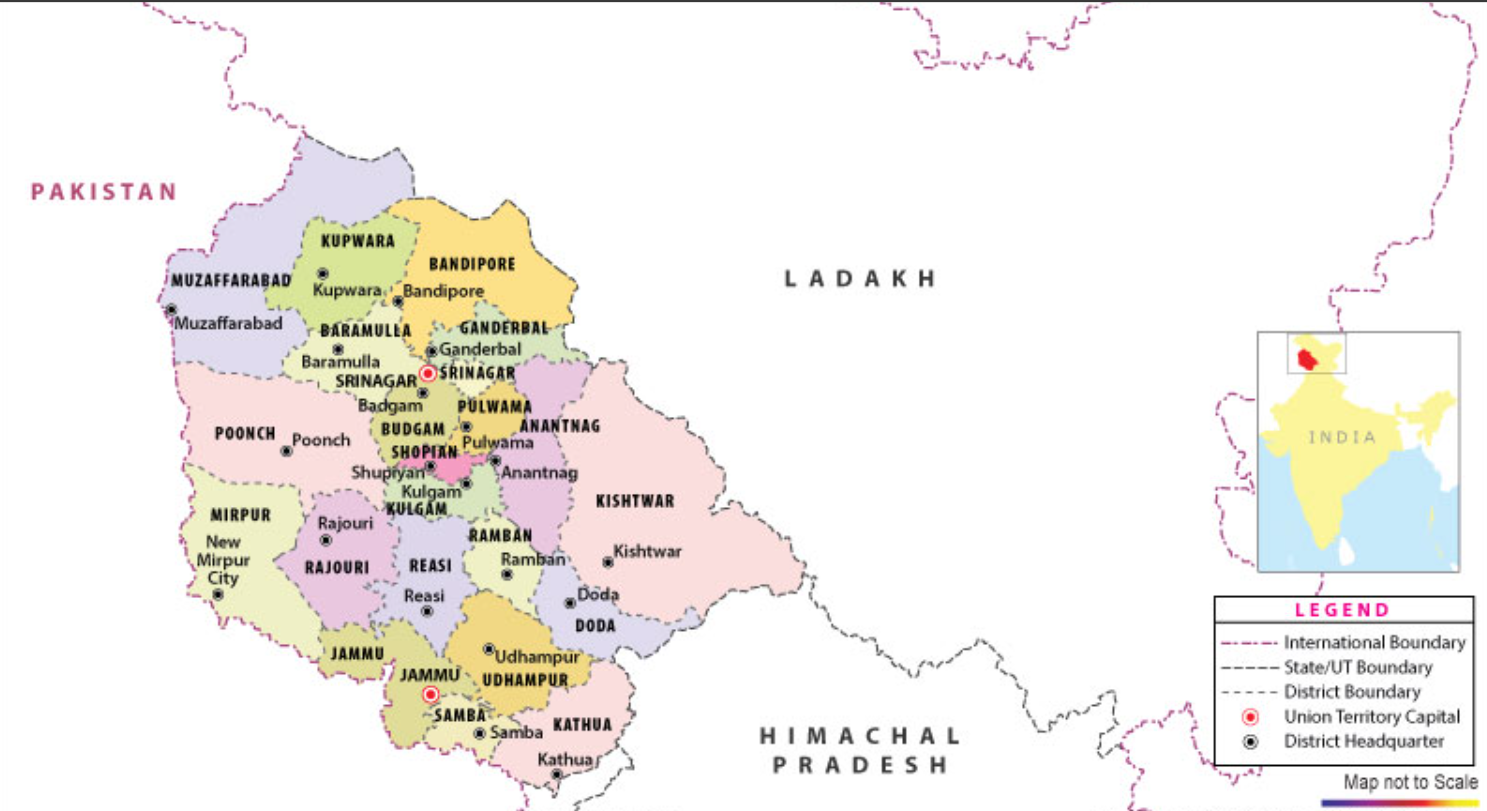 PAKISTAN
KUPWARA
Kupwara
BANDIPORE
Bandipore
MUZAFFARABAD
Muzaffarabad
LADAKH
BARAMULLA
Baramulla
GANDERBAL
Ganderbal
SRINAGAR
SRINAGAR
Badgam
BUDGAM
PULWAMA
Pulwama
ANANTNAG
Anantnag
SHOPIAN
Shupiyan
Kulgam
KULGAM
POONCH
Poonch
KISHTWAR
Kishtwar
MIRPUR
New
Mirpur
City
Rajouri
RAJOURI
REASI
Reasi
RAMBAN
Ramban
Doda
DODA
JAMMU
JAMMU
Udhampur
UDHAMPUR
SAMBA
Samba
KATHUA
Kathua
HIMACHAL
PRADESH
INDIA
LEGEND
International Boundary
State/UT Boundary
District Boundary
Union Territory Capital
District Headquarter
Map not to Scale